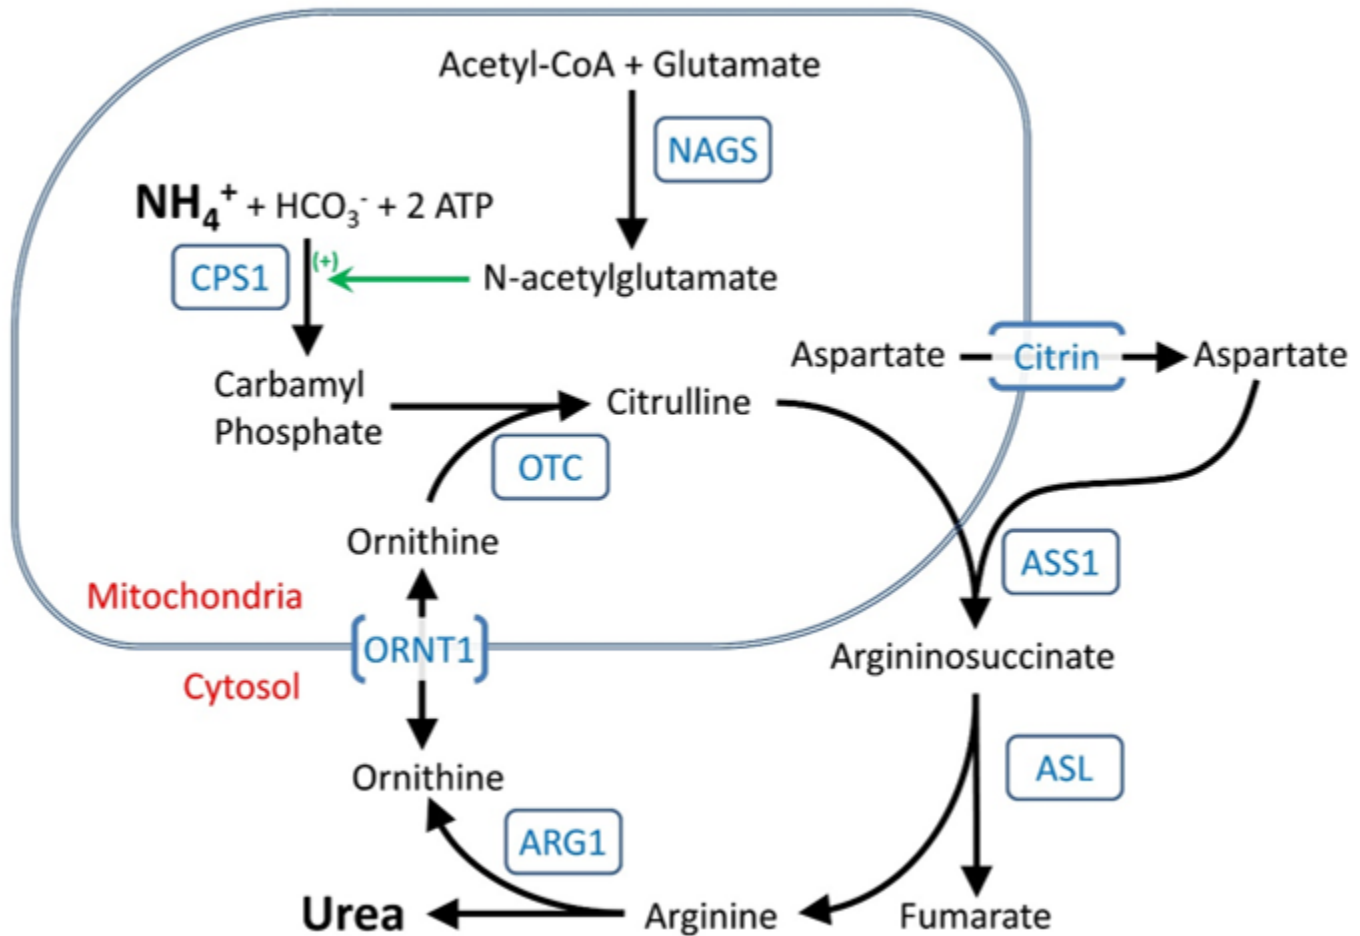 Acetyl-CoA + Glutamate
NAGS
NH₄⁺ + HCO₃⁻ + 2 ATP
CPS1
(+)
N-acetylglutamate
Aspartate
Citrin
Aspartate
Carbamyl
Phosphate
Citrulline
OTC
Ornithine
ASS1
Mitochondria
ORNT1
Argininosuccinate
Cytosol
Ornithine
ASL
ARG1
Urea
Arginine
Fumarate